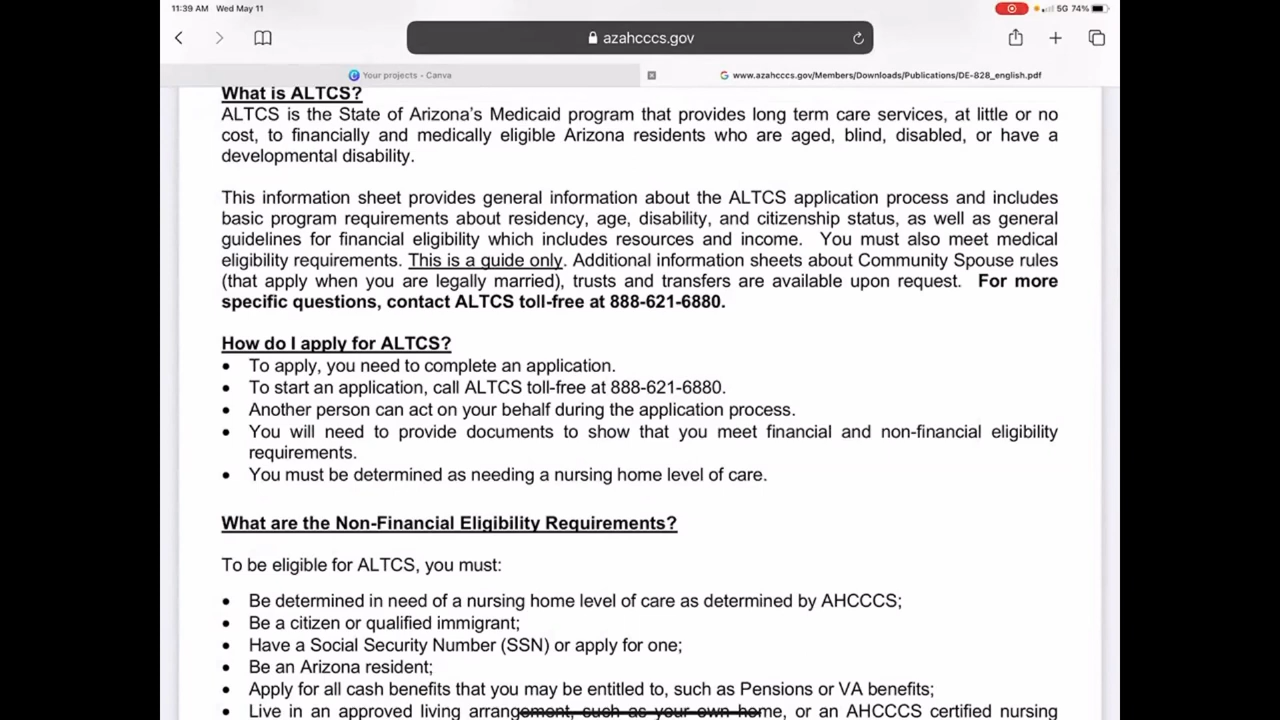 11:39 AM Wed May 11
5G 74%
azahcccs.gov
Your projects - Canva
www.azahcccs.gov/Members/Downloads/Publications/DE-828_english.pdf
What is ALTCS?
ALTCS is the State of Arizona's Medicaid program that provides long term care services, at little or no
cost, to financially and medically eligible Arizona residents who are aged, blind, disabled, or have a
developmental disability.
This information sheet provides general information about the ALTCS application process and includes
basic program requirements about residency, age, disability, and citizenship status, as well as general
guidelines for financial eligibility which includes resources and income. You must also meet medical
eligibility requirements. This is a guide only. Additional information sheets about Community Spouse rules
(that apply when you are legally married), trusts and transfers are available upon request. For more
specific questions, contact ALTCS toll-free at 888-621-6880.
How do I apply for ALTCS?
• To apply, you need to complete an application.
• To start an application, call ALTCS toll-free at 888-621-6880.
• Another person can act on your behalf during the application process.
• You will need to provide documents to show that you meet financial and non-financial eligibility
requirements.
• You must be determined as needing a nursing home level of care.
What are the Non-Financial Eligibility Requirements?
To be eligible for ALTCS, you must:
• Be determined in need of a nursing home level of care as determined by AHCCCS;
• Be a citizen or qualified immigrant;
• Have a Social Security Number (SSN) or apply for one;
• Be an Arizona resident;
• Apply for all cash benefits that you may be entitled to, such as Pensions or VA benefits;
• Live in an approved living arrangement, such as your own home, or an AHCCCS certified nursing